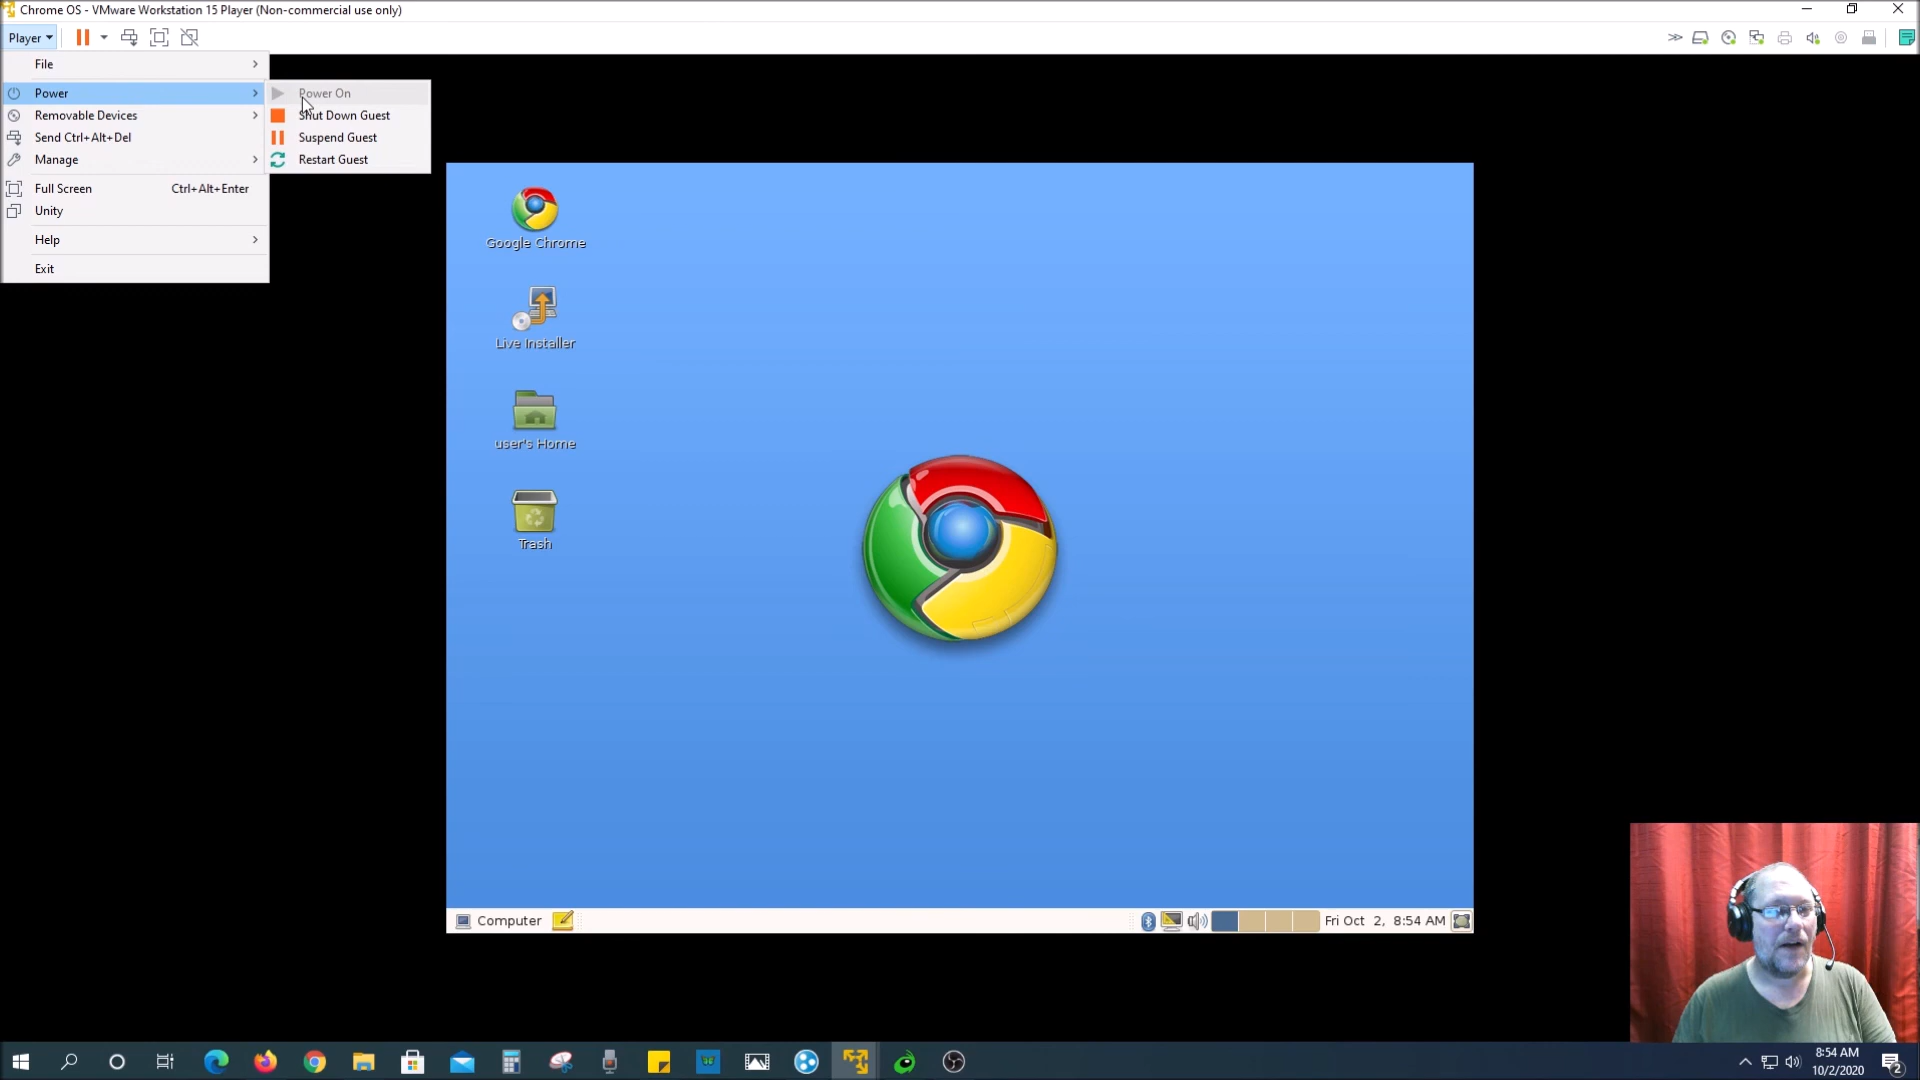 Chrome OS - VMware Workstation 15 Player (Non-commercial use only)
Player
File
Power
Removable Devices
Send Ctrl+Alt+Del
Manage
Full Screen Ctrl+Alt+Enter
Unity
Help
Exit
Power On
Shut Down Guest
Suspend Guest
Restart Guest
Google Chrome
Live Installer
user's Home
Trash
Computer
Fri Oct 2, 8:54 AM
8:54 AM
10/2/2020
2